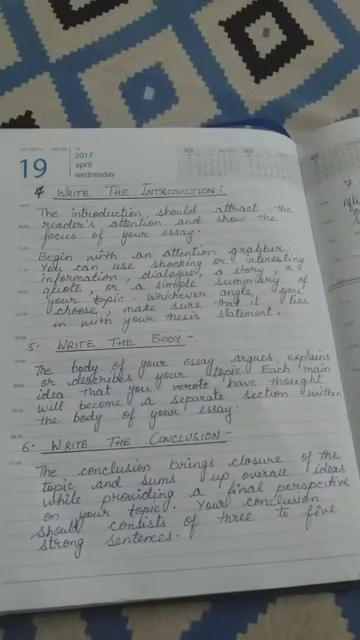 19
2017
april
wednesday
4 WRITE THE INTRODUCTION:
The introduction should attract the
reader's attention and show the
focus of your essay.
Begin with an attention grabber.
You can use shocking or interesting
information, dialogue, a story, a
quote, or a simple summary of
your topic. Whichever angle you
choose, make sure that it ties
in with your thesis statement.
5. WRITE THE BODY -
The body of your essay argues, explains
or describes your topic. Each main
idea that you wrote have thought
will become a separate section within
the body of your essay.
6. WRITE THE CONCLUSION -
The conclusion brings closure of the
topic and sums up overall ideas
while providing a final perspective
on your topic. Your conclusion
should consists of three to five
strong sentences.